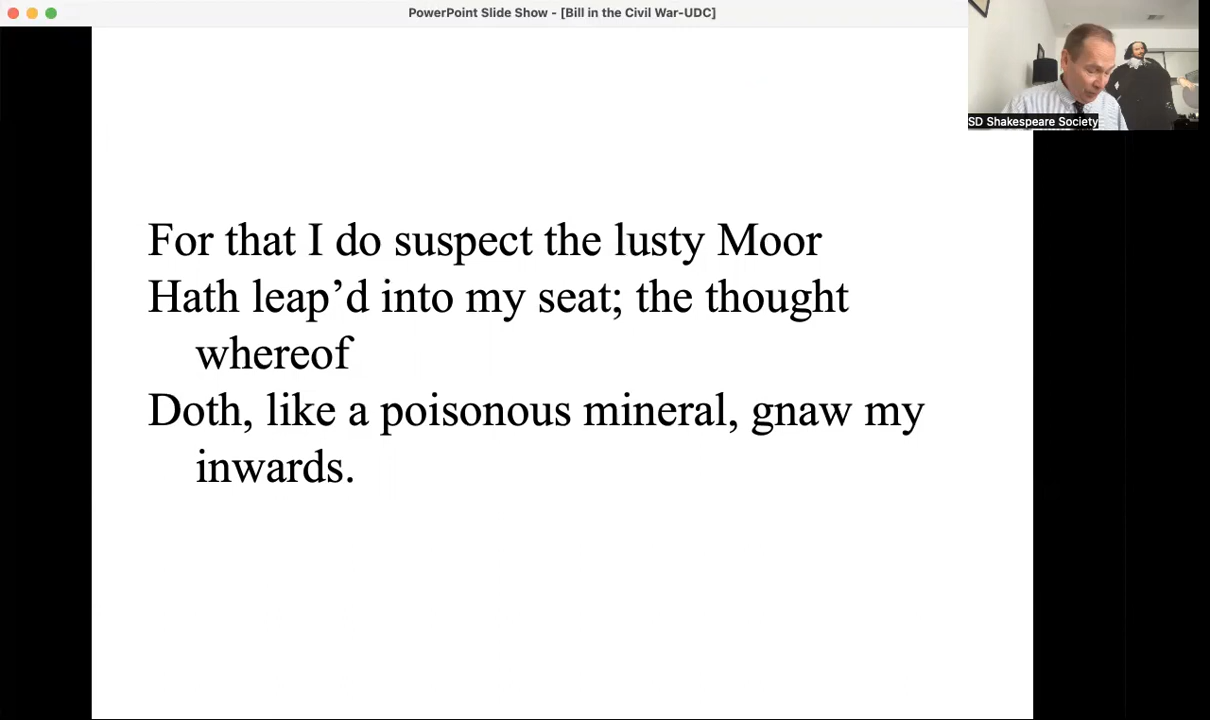 PowerPoint Slide Show - [Bill in the Civil War-UDC]
SD Shakespeare Society
For that I do suspect the lusty Moor
Hath leap’d into my seat; the thought
whereof
Doth, like a poisonous mineral, gnaw my
inwards.